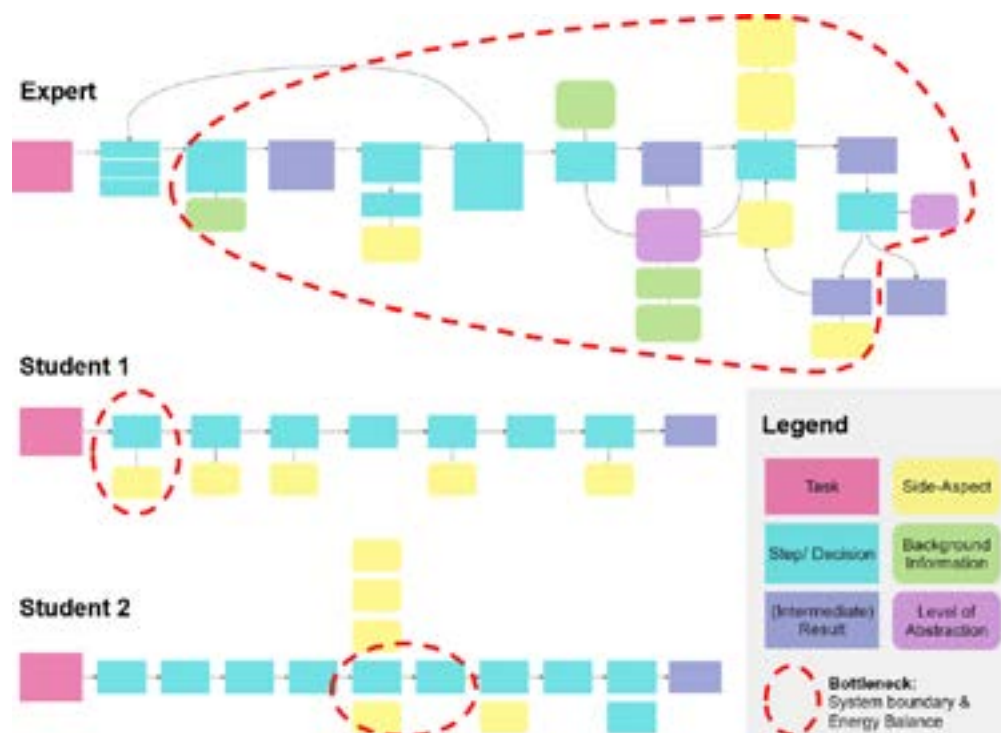 Expert
Student 1
Legend
Task
Side-Aspect
Step/ Decision
Background
Information
(Intermediate)
Result
Level of
Abstraction
Student 2
Bottleneck:
System boundary &
Energy Balance